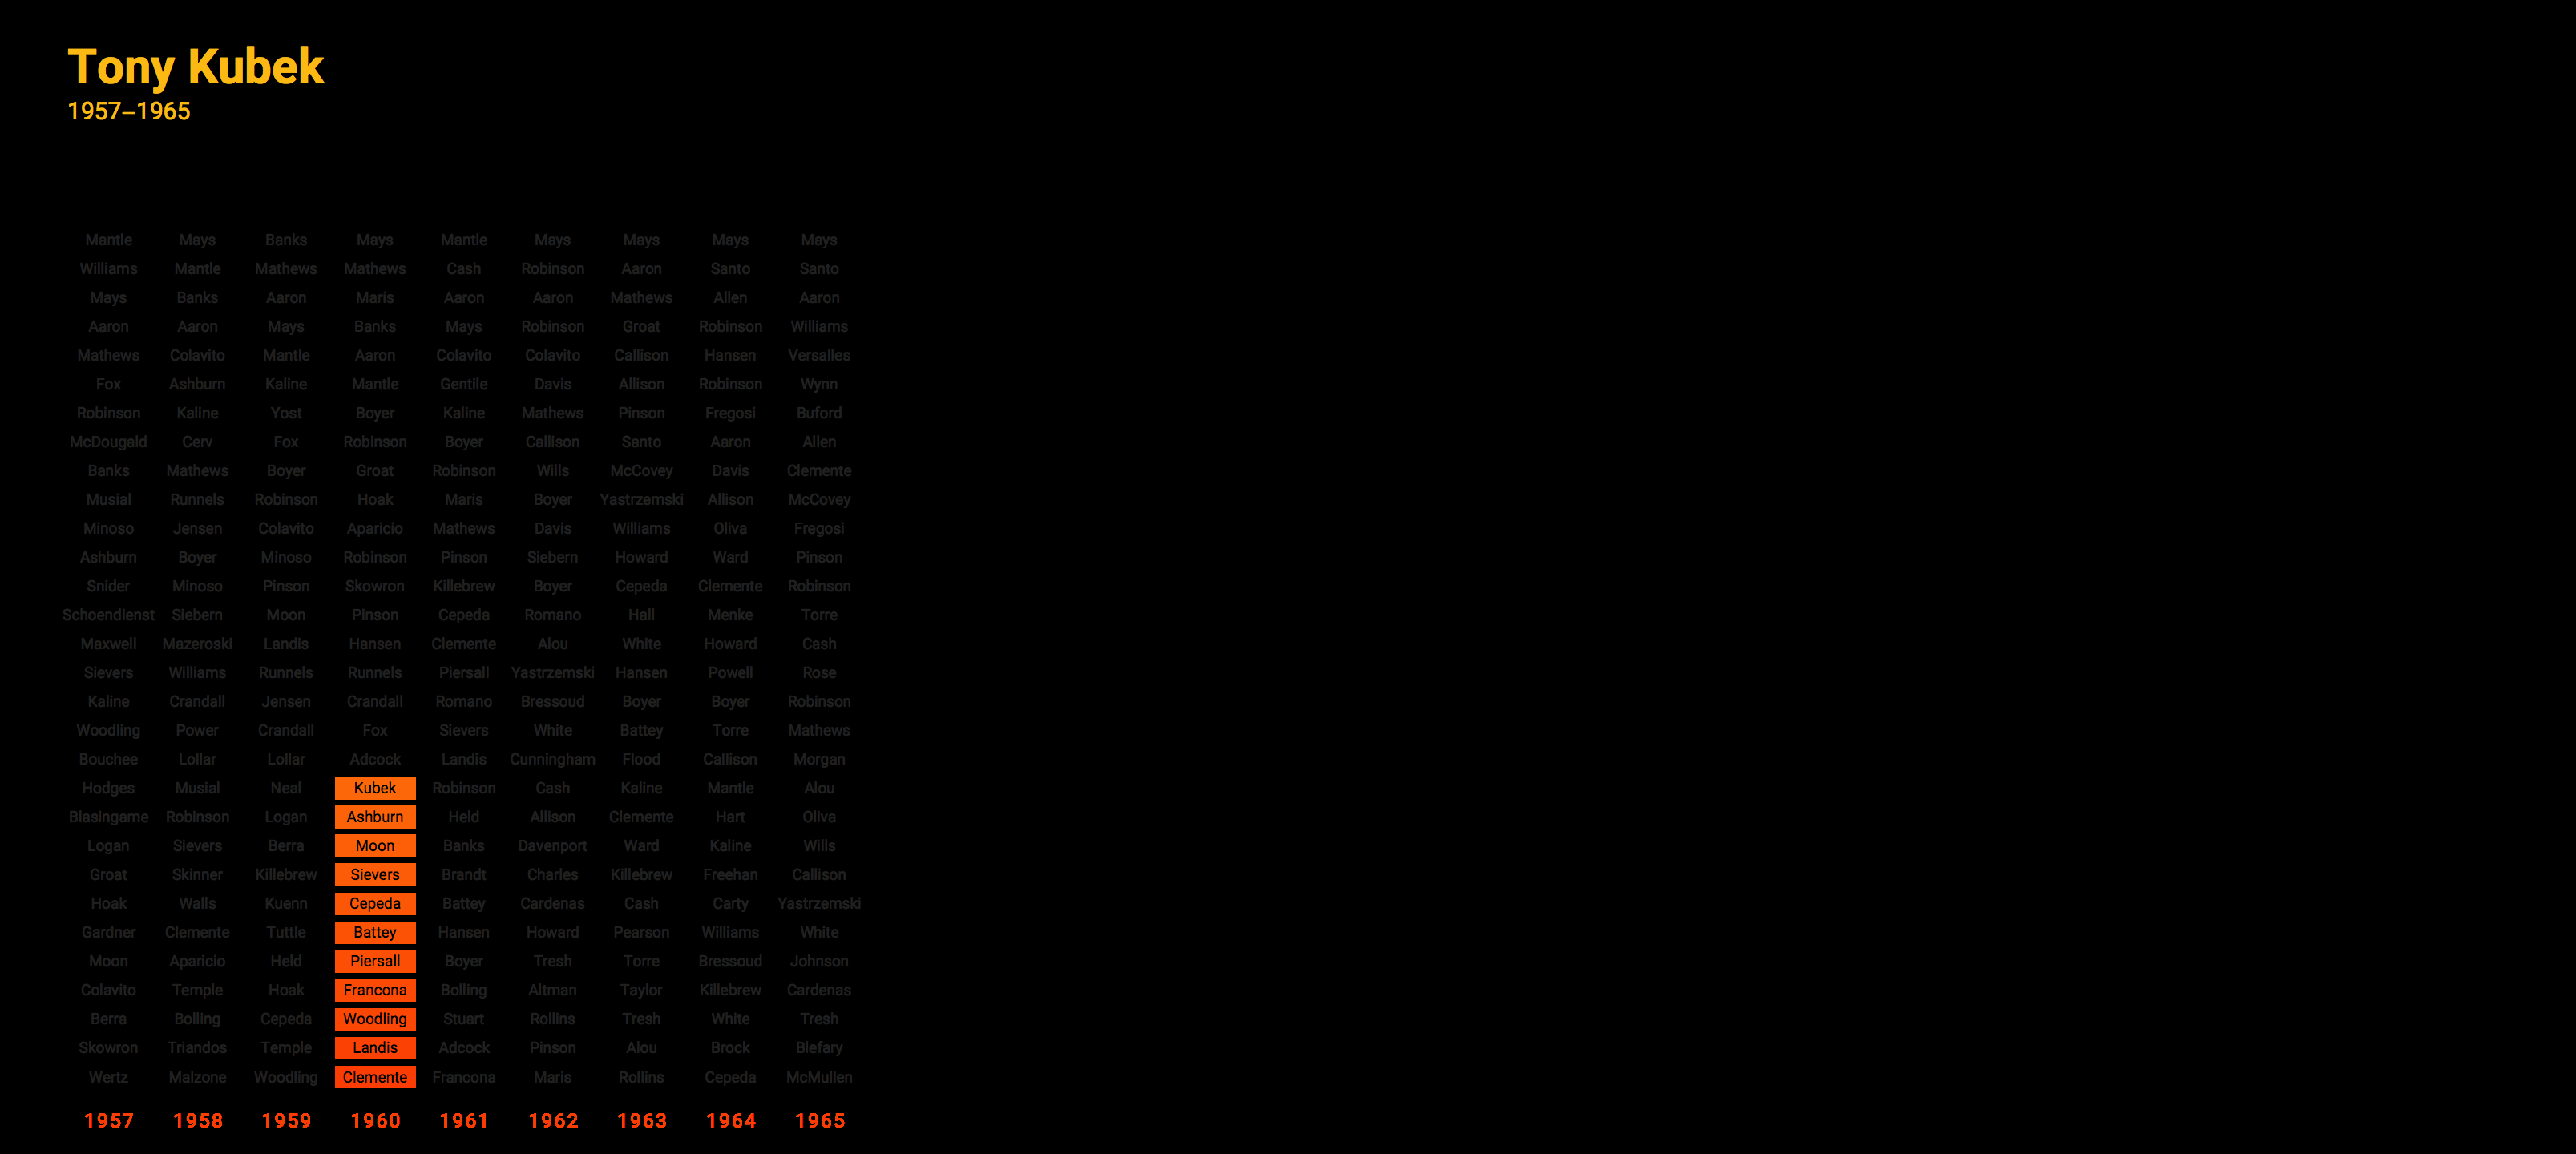 Tony Kubek
1957–1965
Mantle Mays Banks Mays Mantle Mays Mays Mays Mays
Williams Mantle Mathews Mathews Cash Robinson Aaron Santo Santo
Mays Banks Aaron Maris Aaron Aaron Mathews Allen Aaron
Aaron Aaron Mays Banks Mays Robinson Groat Robinson Williams
Mathews Colavito Mantle Aaron Colavito Colavito Callison Hansen Versalles
Fox Ashburn Kaline Mantle Gentile Davis Allison Robinson Wynn
Robinson Kaline Yost Boyer Kaline Mathews Pinson Fregosi Buford
McDougald Cerv Fox Robinson Boyer Callison Santo Aaron Allen
Banks Mathews Boyer Groat Robinson Wills McCovey Davis Clemente
Musial Runnels Robinson Hoak Maris Boyer Yastrzemski Allison McCovey
Minoso Jensen Colavito Aparicio Mathews Davis Williams Oliva Fregosi
Ashburn Boyer Minoso Robinson Pinson Siebern Howard Ward Pinson
Snider Minoso Pinson Skowron Killebrew Boyer Cepeda Clemente Robinson
Schoendienst Siebern Moon Pinson Cepeda Romano Hall Menke Torre
Maxwell Mazeroski Landis Hansen Clemente Alou White Howard Cash
Sievers Williams Runnels Runnels Piersall Yastrzemski Hansen Powell Rose
Kaline Crandall Jensen Crandall Romano Bressoud Boyer Boyer Robinson
Woodling Power Crandall Fox Sievers White Battey Torre Mathews
Bouchee Lollar Lollar Adcock Landis Cunningham Flood Callison Morgan
Hodges Musial Neal Kubek Robinson Cash Kaline Mantle Alou
Blasingame Robinson Logan Ashburn Held Allison Clemente Hart Oliva
Logan Sievers Berra Moon Banks Davenport Ward Kaline Wills
Groat Skinner Killebrew Sievers Brandt Charles Killebrew Freehan Callison
Hoak Walls Kuenn Cepeda Battey Cardenas Cash Carty Yastrzemski
Gardner Clemente Tuttle Battey Hansen Howard Pearson Williams White
Moon Aparicio Held Piersall Boyer Tresh Torre Bressoud Johnson
Colavito Temple Hoak Francona Bolling Altman Taylor Killebrew Cardenas
Berra Bolling Cepeda Woodling Stuart Rollins Tresh White Tresh
Skowron Triandos Temple Landis Adcock Pinson Alou Brock Blefary
Wertz Malzone Woodling Clemente Francona Maris Rollins Cepeda McMullen
1957 1958 1959 1960 1961 1962 1963 1964 1965